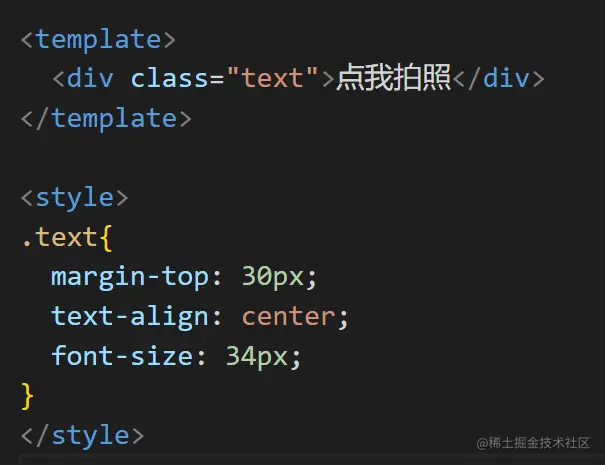 <template>
  <div class="text">点我拍照</div>
</template>

<style>
.text{
  margin-top: 30px;
  text-align: center;
  font-size: 34px;
}
</style>
@稀土掘金技术社区